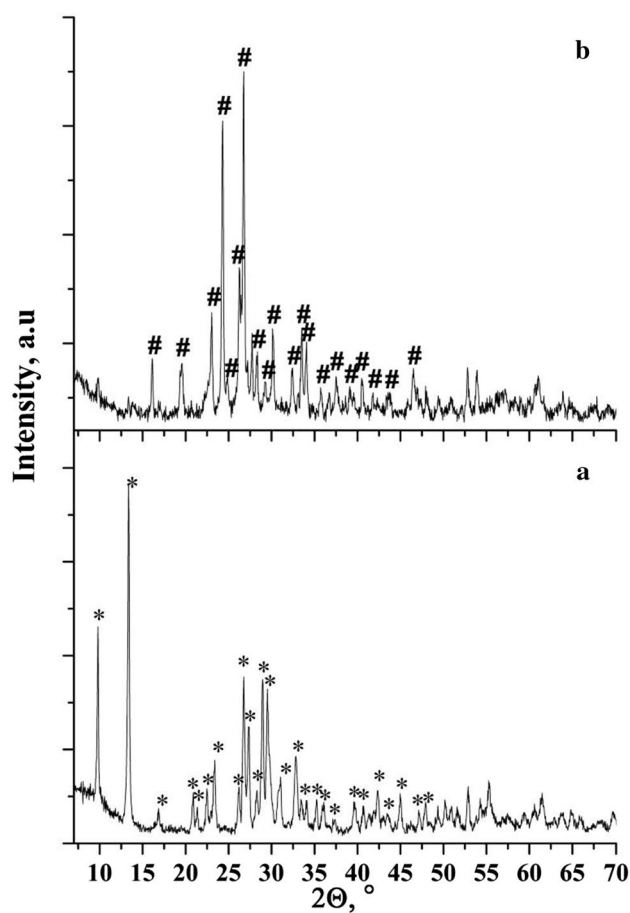 b
# # # # # # # # # # # # # # # # # # # # #
Intensity, a.u
a
* * * * * * * * * * * * * * * * * * * * * * * * * * * * *
10 15 20 25 30 35 40 45 50 55 60 65 70
2Θ, °